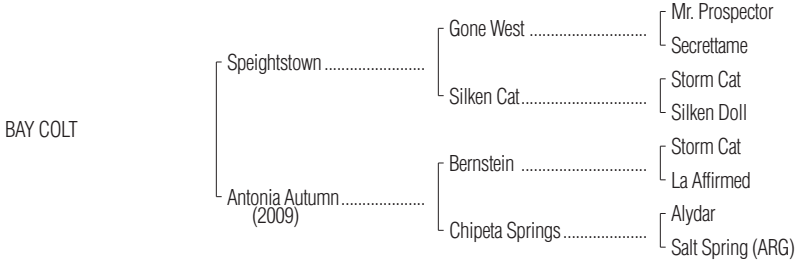 Mr. Prospector
Gone West ..............................
Secrettame
Speightstown .........................
Storm Cat
Silken Cat................................
Silken Doll
BAY COLT
Storm Cat
Bernstein ................................
La Affirmed
Antonia Autumn.....................
(2009)
Alydar
Chipeta Springs.....................
Salt Spring (ARG)